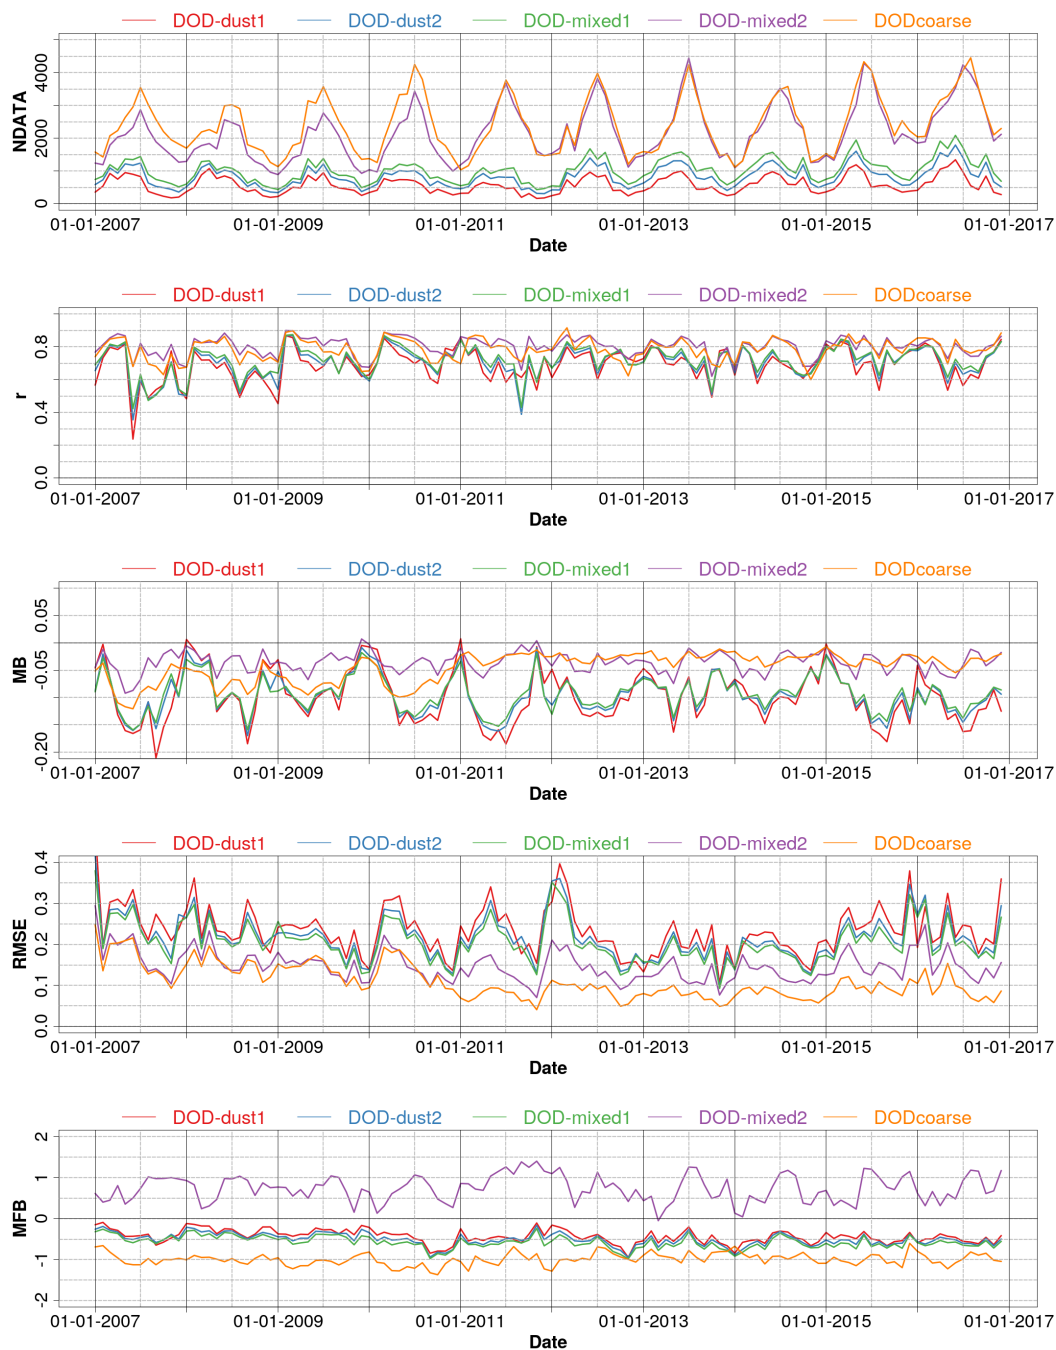 DOD-dust1 DOD-dust2 DOD-mixed1 DOD-mixed2 DODcoarse
NDATA
4000
2000
0
01-01-2007 01-01-2009 01-01-2011 01-01-2013 01-01-2015 01-01-2017
Date
DOD-dust1 DOD-dust2 DOD-mixed1 DOD-mixed2 DODcoarse
r
0.8
0.4
0.0
01-01-2007 01-01-2009 01-01-2011 01-01-2013 01-01-2015 01-01-2017
Date
DOD-dust1 DOD-dust2 DOD-mixed1 DOD-mixed2 DODcoarse
MB
0.05
-0.05
-0.20
01-01-2007 01-01-2009 01-01-2011 01-01-2013 01-01-2015 01-01-2017
Date
DOD-dust1 DOD-dust2 DOD-mixed1 DOD-mixed2 DODcoarse
RMSE
0.4
0.3
0.2
0.1
0.0
01-01-2007 01-01-2009 01-01-2011 01-01-2013 01-01-2015 01-01-2017
Date
DOD-dust1 DOD-dust2 DOD-mixed1 DOD-mixed2 DODcoarse
MFB
2
1
0
-1
-2
01-01-2007 01-01-2009 01-01-2011 01-01-2013 01-01-2015 01-01-2017
Date